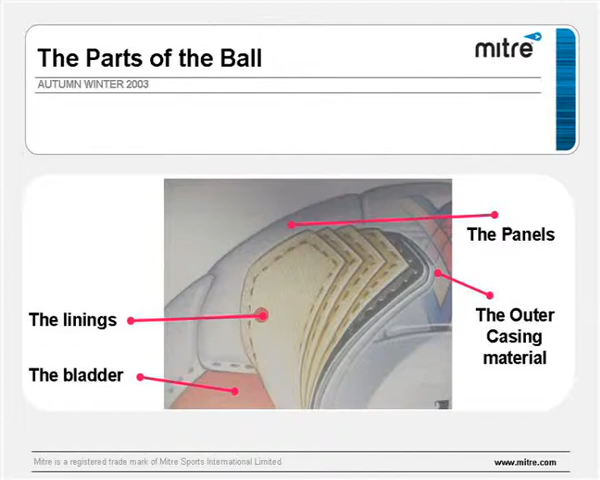 The Parts of the Ball
mitre
AUTUMN WINTER 2003
The Panels
The linings
The Outer
Casing
material
The bladder
Mitre is a registered trade mark of Mitre Sports International Limited
www.mitre.com